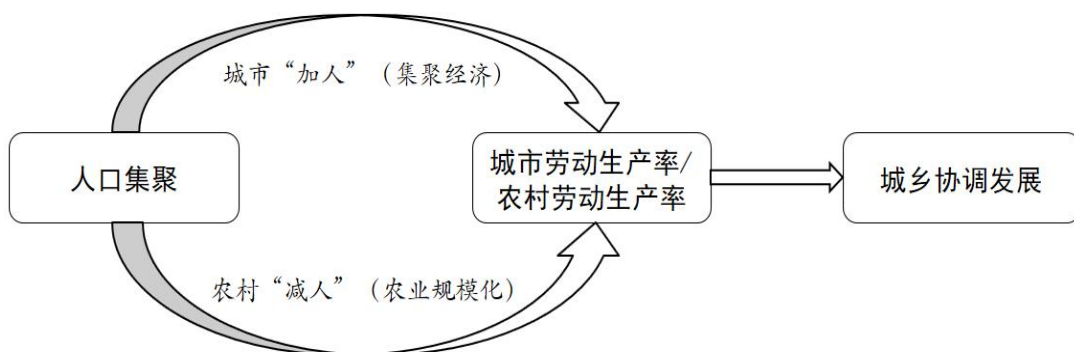 城市“加人”（集聚经济）
人口集聚
城市劳动生产率/
农村劳动生产率
城乡协调发展
农村“减人”（农业规模化）